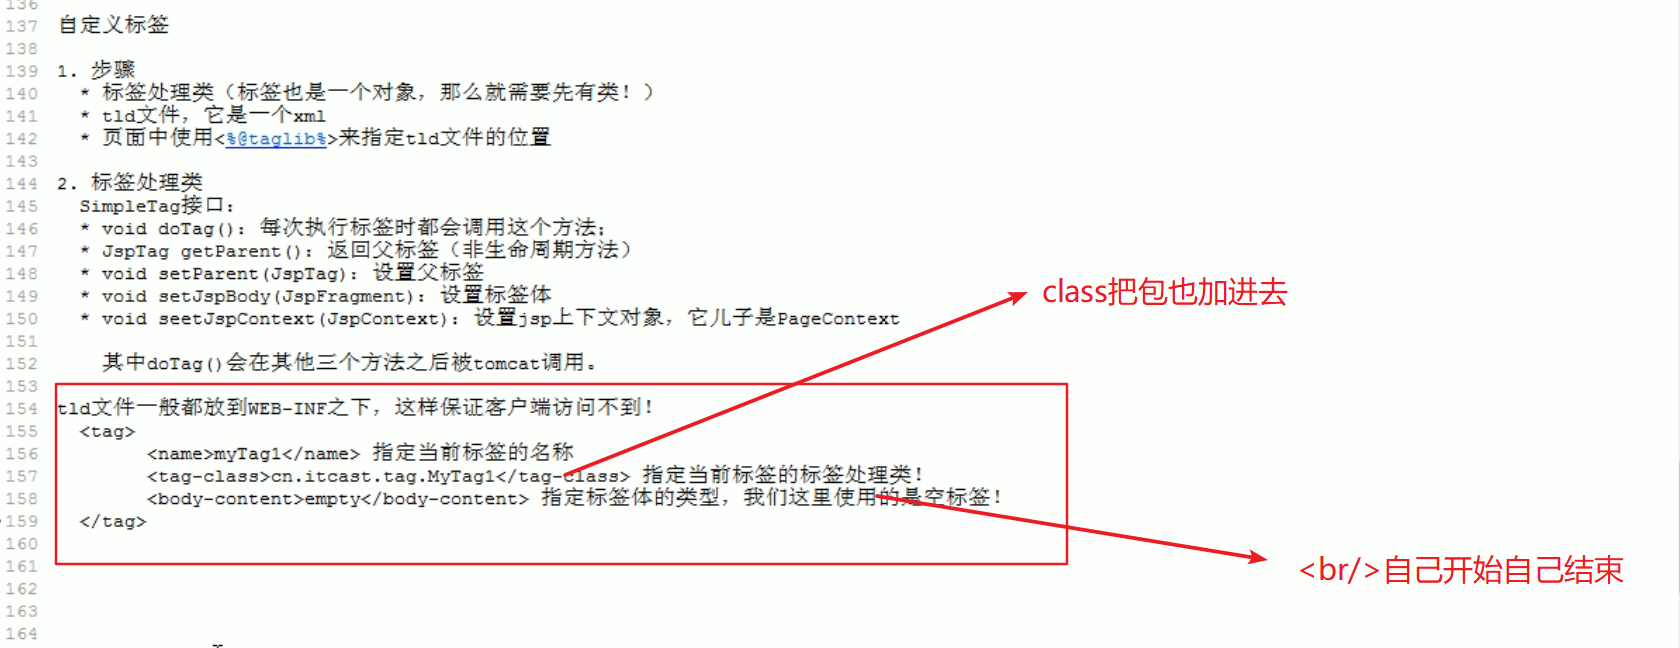 136
137 自定义标签
138
139 1. 步骤
140 * 标签处理类（标签也是一个对象，那么就需要先有类！）
141 * tld文件，它是一个xml
142 * 页面中使用<%@taglib%>来指定tld文件的位置
143
144 2. 标签处理类
145 SimpleTag接口：
146 * void doTag()：每次执行标签时都会调用这个方法；
147 * JspTag getParent()：返回父标签（非生命周期方法）
148 * void setParent(JspTag)：设置父标签
149 * void setJspBody(JspFragment)：设置标签体
150 * void seetJspContext(JspContext)：设置jsp上下文对象，它儿子是PageContext
151
152 其中doTag()会在其他三个方法之后被tomcat调用。
153
154 tld文件一般都放到WEB-INF之下，这样保证客户端访问不到！
155 <tag>
156 <name>myTag1</name> 指定当前标签的名称
157 <tag-class>cn.itcast.tag.MyTag1</tag-class> 指定当前标签的标签处理类！
158 <body-content>empty</body-content> 指定标签体的类型，我们这里使用的是空标签！
159 </tag>
160
161
162
163
164
class把包也加进去
<br/>自己开始自己结束